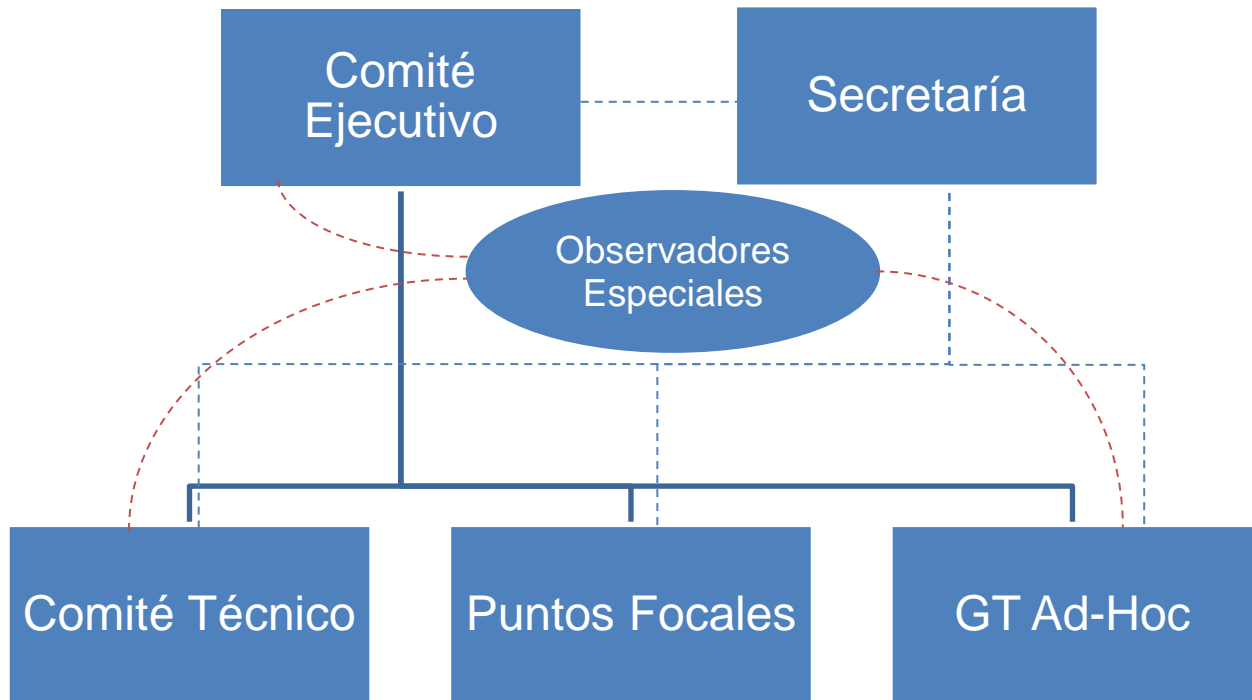 Comité
Ejecutivo
Secretaría
Observadores
Especiales
Comité Técnico
Puntos Focales
GT Ad-Hoc